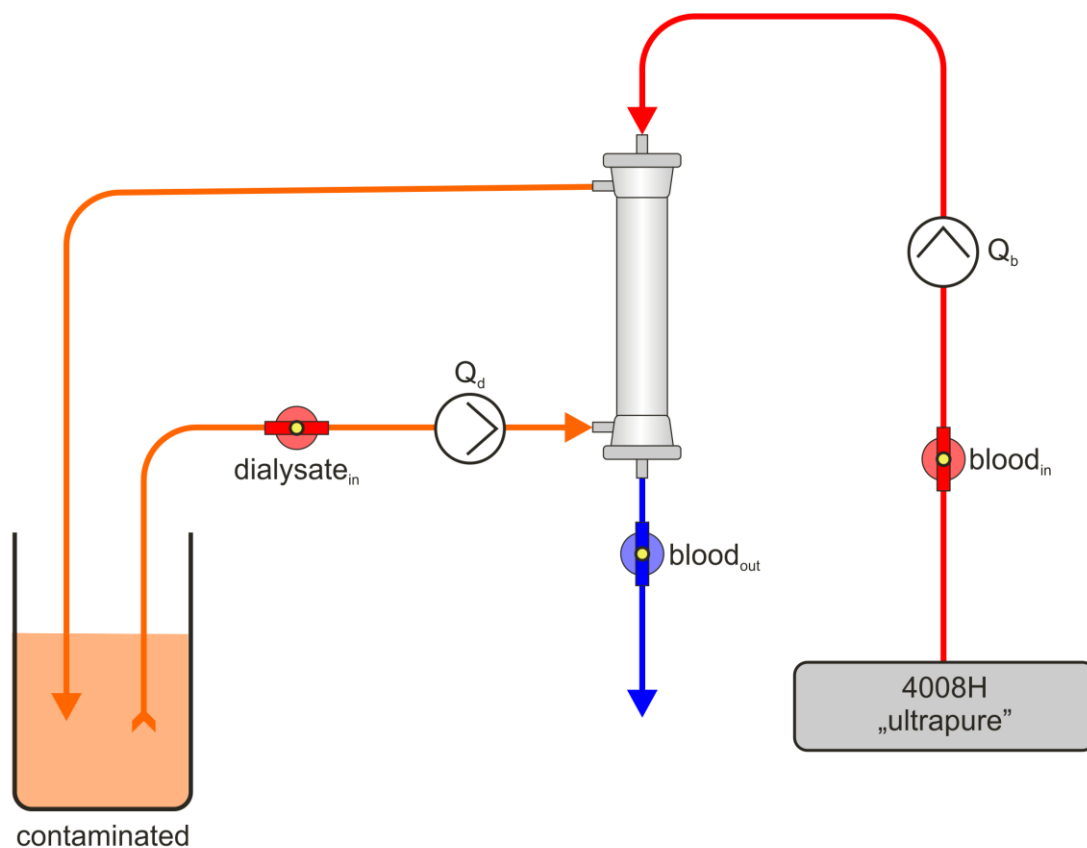 Qb
Qd
dialysatein
bloodin
bloodout
4008H
„ultrapure”
contaminated